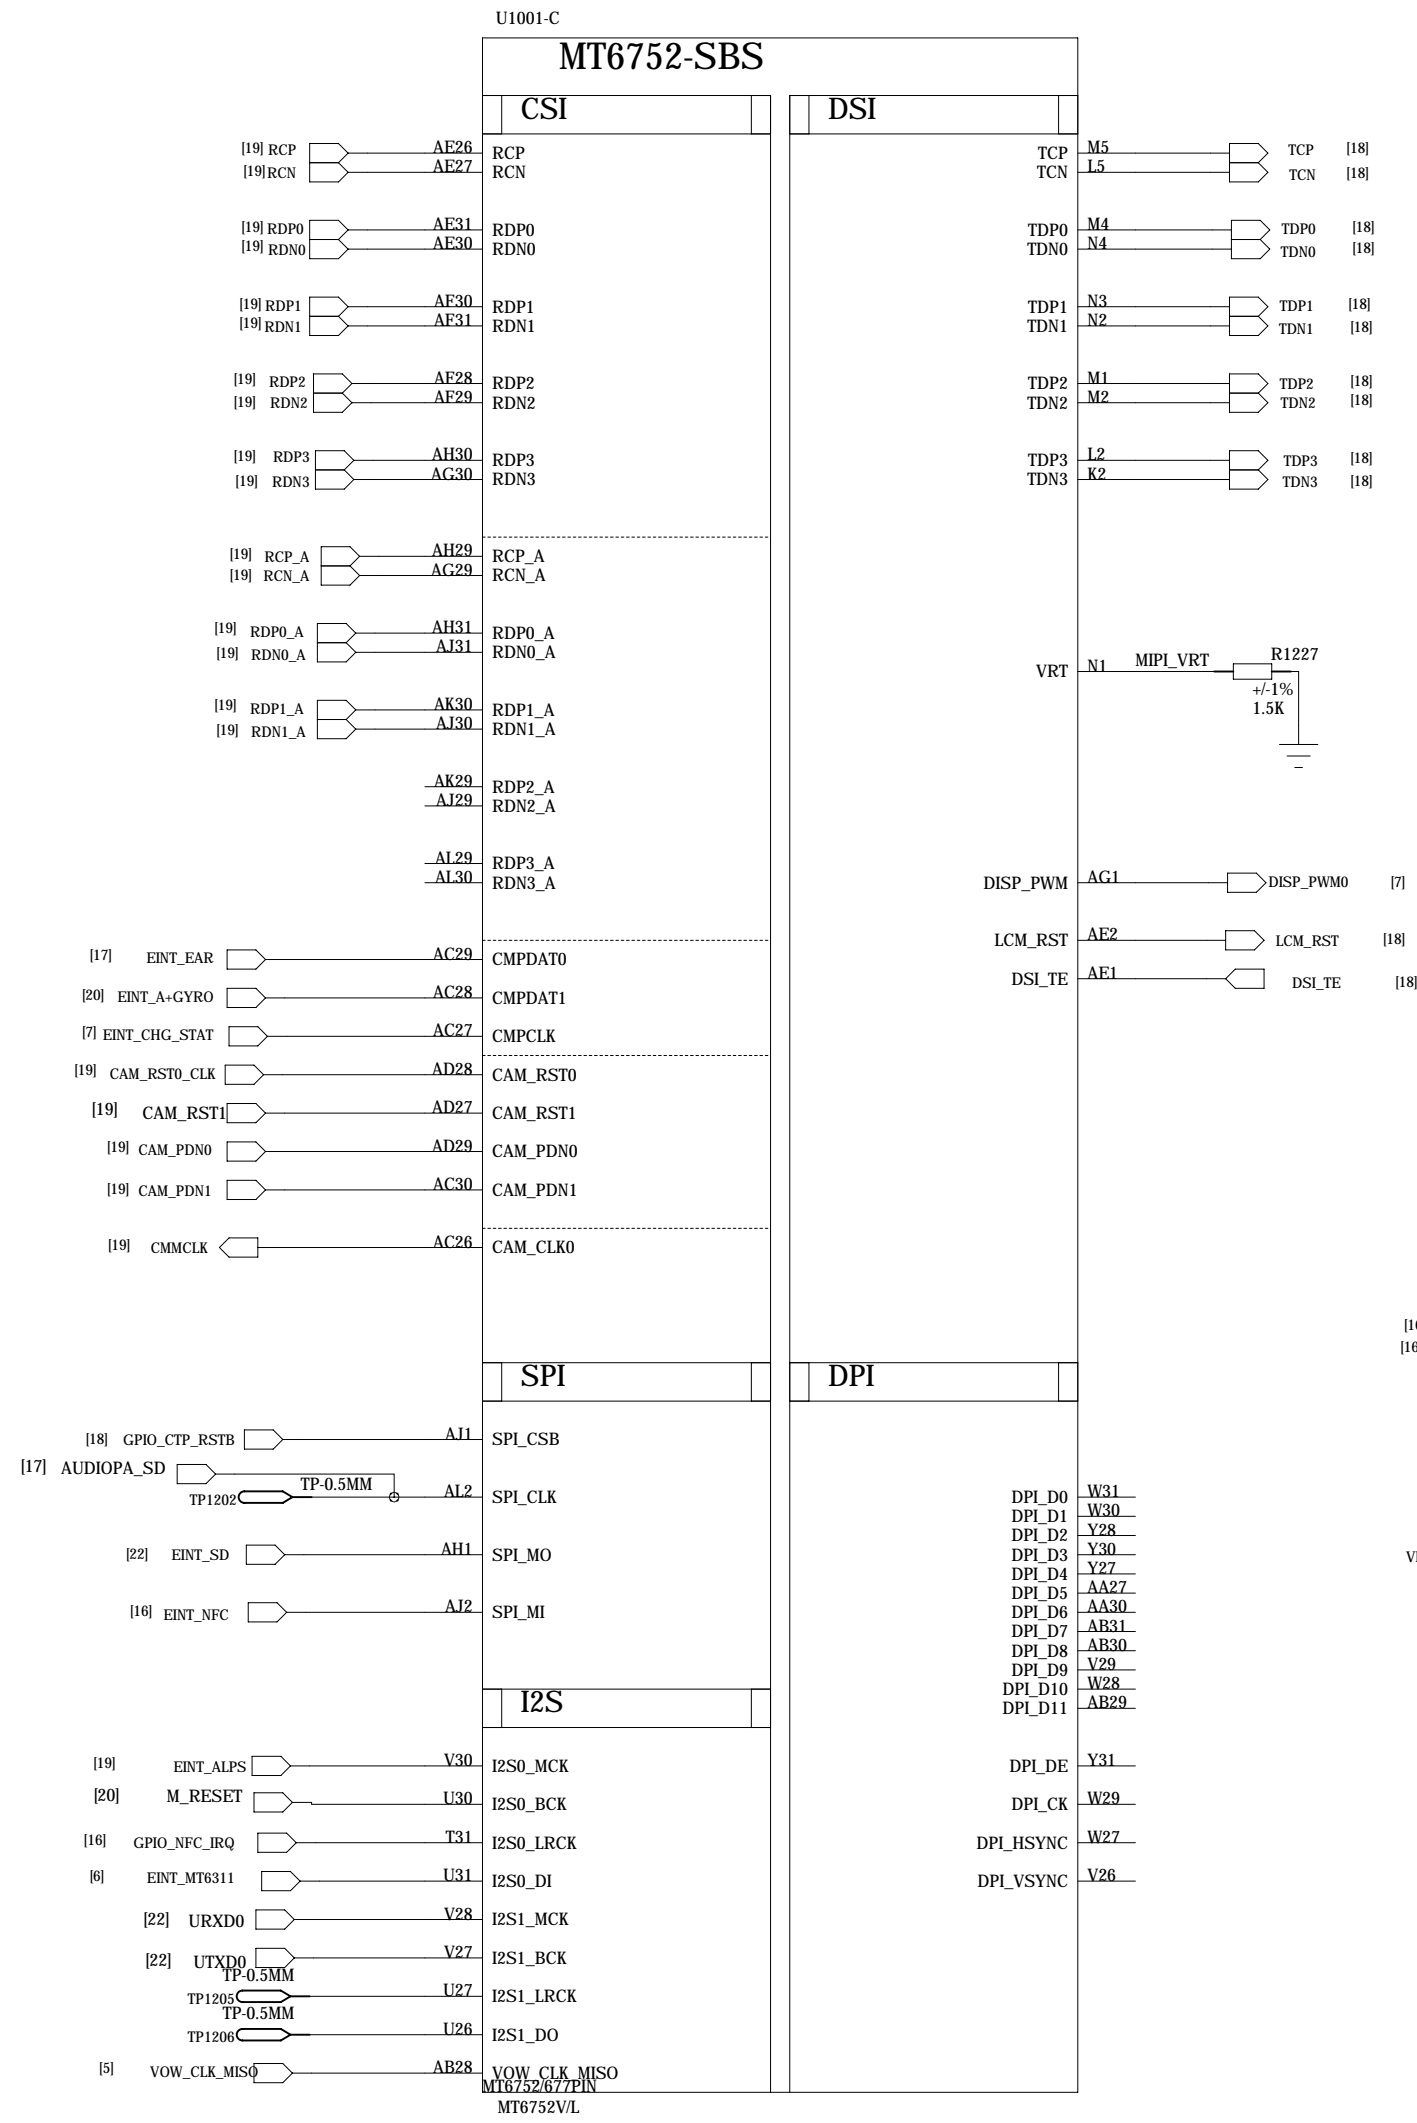 U1001-C
MT6752-SBS
CSI
DSI
[19] RCP AE26 RCP
[19] RCN AE27 RCN
[19] RDP0 AE31 RDP0
[19] RDN0 AE30 RDN0
[19] RDP1 AF30 RDP1
[19] RDN1 AF31 RDN1
[19] RDP2 AF28 RDP2
[19] RDN2 AF29 RDN2
[19] RDP3 AH30 RDP3
[19] RDN3 AG30 RDN3
[19] RCP_A AH29 RCP_A
[19] RCN_A AG29 RCN_A
[19] RDP0_A AH31 RDP0_A
[19] RDN0_A AJ31 RDN0_A
[19] RDP1_A AK30 RDP1_A
[19] RDN1_A AJ30 RDN1_A
AK29 RDP2_A
AJ29 RDN2_A
AL29 RDP3_A
AL30 RDN3_A
[17] EINT_EAR AC29 CMPDAT0
[20] EINT_A+GYRO AC28 CMPDAT1
[7] EINT_CHG_STAT AC27 CMPCLK
[19] CAM_RST0_CLK AD28 CAM_RST0
[19] CAM_RST1 AD27 CAM_RST1
[19] CAM_PDN0 AD29 CAM_PDN0
[19] CAM_PDN1 AC30 CAM_PDN1
[19] CMMCLK AC26 CAM_CLK0
TCP M5 TCP [18]
TCN L5 TCN [18]
TDP0 M4 TDP0 [18]
TDN0 N4 TDN0 [18]
TDP1 N3 TDP1 [18]
TDN1 N2 TDN1 [18]
TDP2 M1 TDP2 [18]
TDN2 M2 TDN2 [18]
TDP3 L2 TDP3 [18]
TDN3 K2 TDN3 [18]
VRT N1 MIPI_VRT R1227
+/-1%
1.5K
DISP_PWM AG1 DISP_PWM0 [7]
LCM_RST AE2 LCM_RST [18]
DSI_TE AE1 DSI_TE [18]
[16
SPI
DPI
[18] GPIO_CTP_RSTB AJ1 SPI_CSB
[17] AUDIOPA_SD
TP1202 TP-0.5MM AL2 SPI_CLK
[22] EINT_SD AH1 SPI_MO
[16] EINT_NFC AJ2 SPI_MI
I2S
[19] EINT_ALPS V30 I2S0_MCK
[20] M_RESET U30 I2S0_BCK
[16] GPIO_NFC_IRQ T31 I2S0_LRCK
[6] EINT_MT6311 U31 I2S0_DI
[22] URXD0 V28 I2S1_MCK
[22] UTXD0 V27 I2S1_BCK
TP-0.5MM
TP1205 U27 I2S1_LRCK
TP-0.5MM
TP1206 U26 I2S1_DO
[5] VOW_CLK_MISO AB28 VOW_CLK_MISO
MT6752/677PIN
MT6752V/L
DPI_D0 W31
DPI_D1 W30
DPI_D2 Y28
DPI_D3 Y30
DPI_D4 Y27
DPI_D5 AA27
DPI_D6 AA30
DPI_D7 AB31
DPI_D8 AB30
DPI_D9 V29
DPI_D10 W28
DPI_D11 AB29
DPI_DE Y31
DPI_CK W29
DPI_HSYNC W27
DPI_VSYNC V26